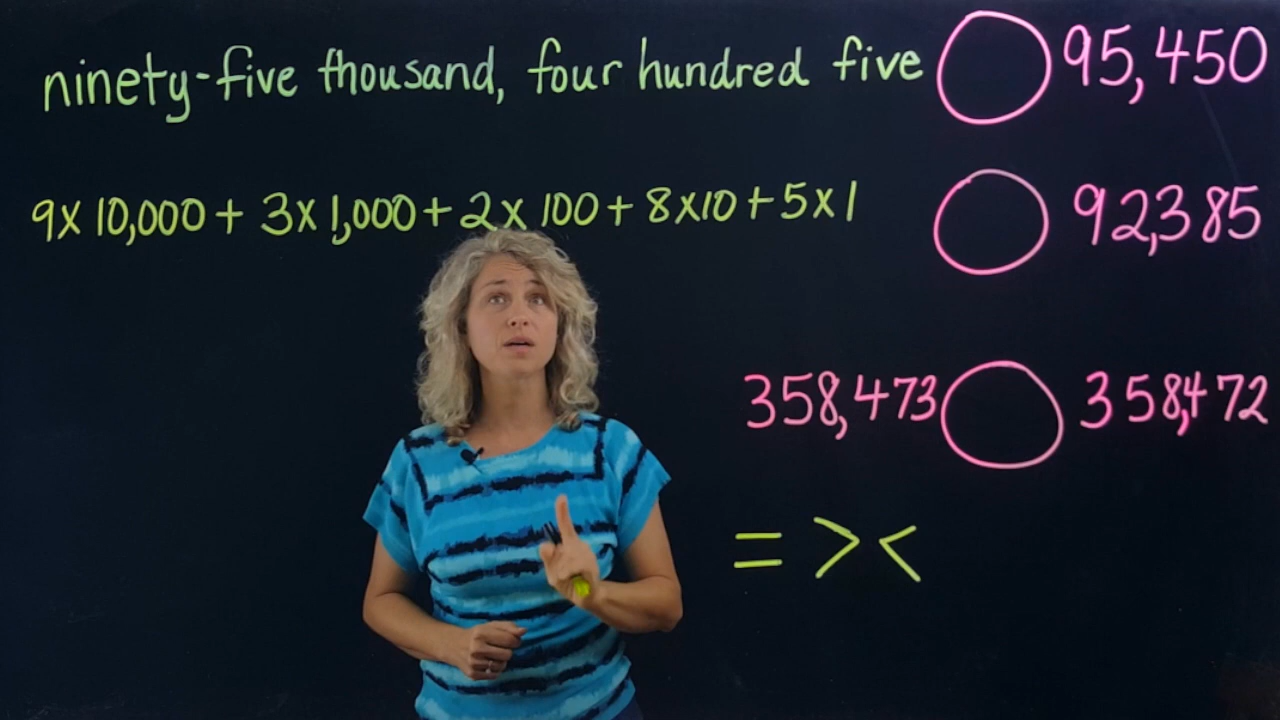 ninety-five thousand, four hundred five ◯ 95,450
9x 10,000 + 3x 1,000 + 2 x 100 + 8x10 + 5x1 ◯ 92,385
358,473 ◯ 358,472
= > <